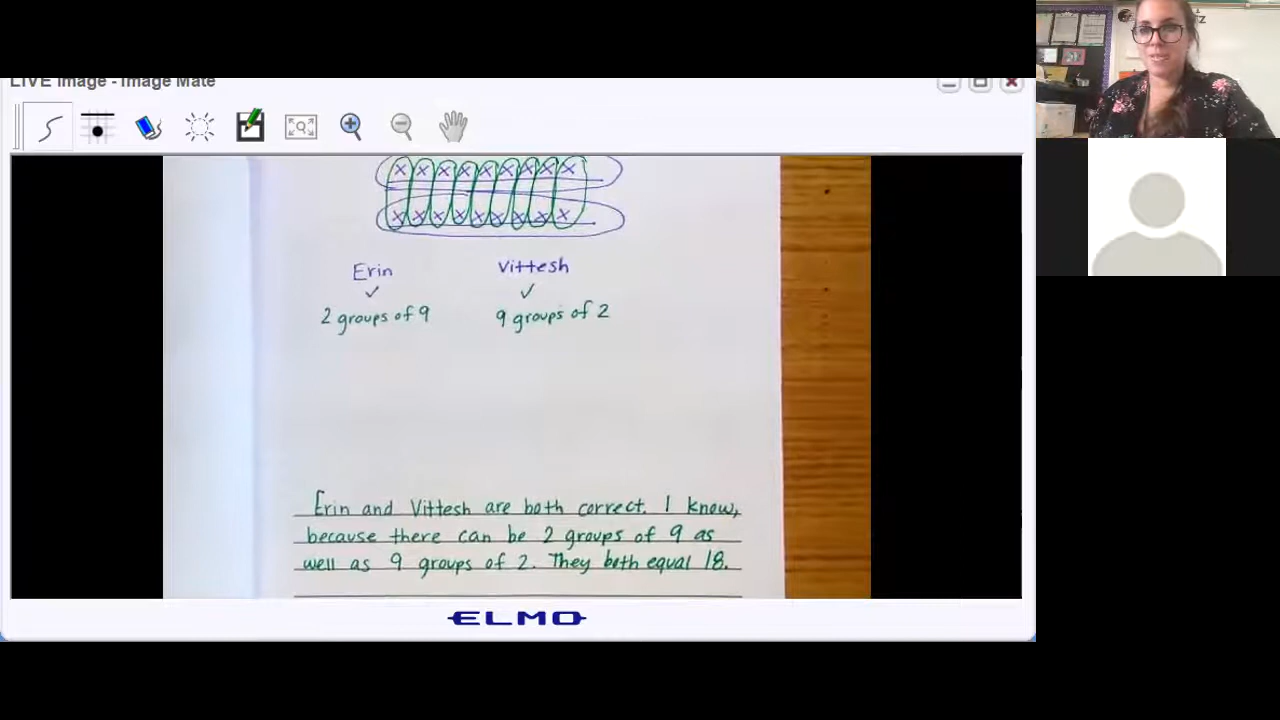 LIVE Image - Image Mate
x x x x x x x x x
x x x x x x x x x
Erin Vittesh
✓ ✓
2 groups of 9 9 groups of 2
Erin and Vittesh are both correct. I know,
because there can be 2 groups of 9 as
well as 9 groups of 2. They both equal 18.
ELMO